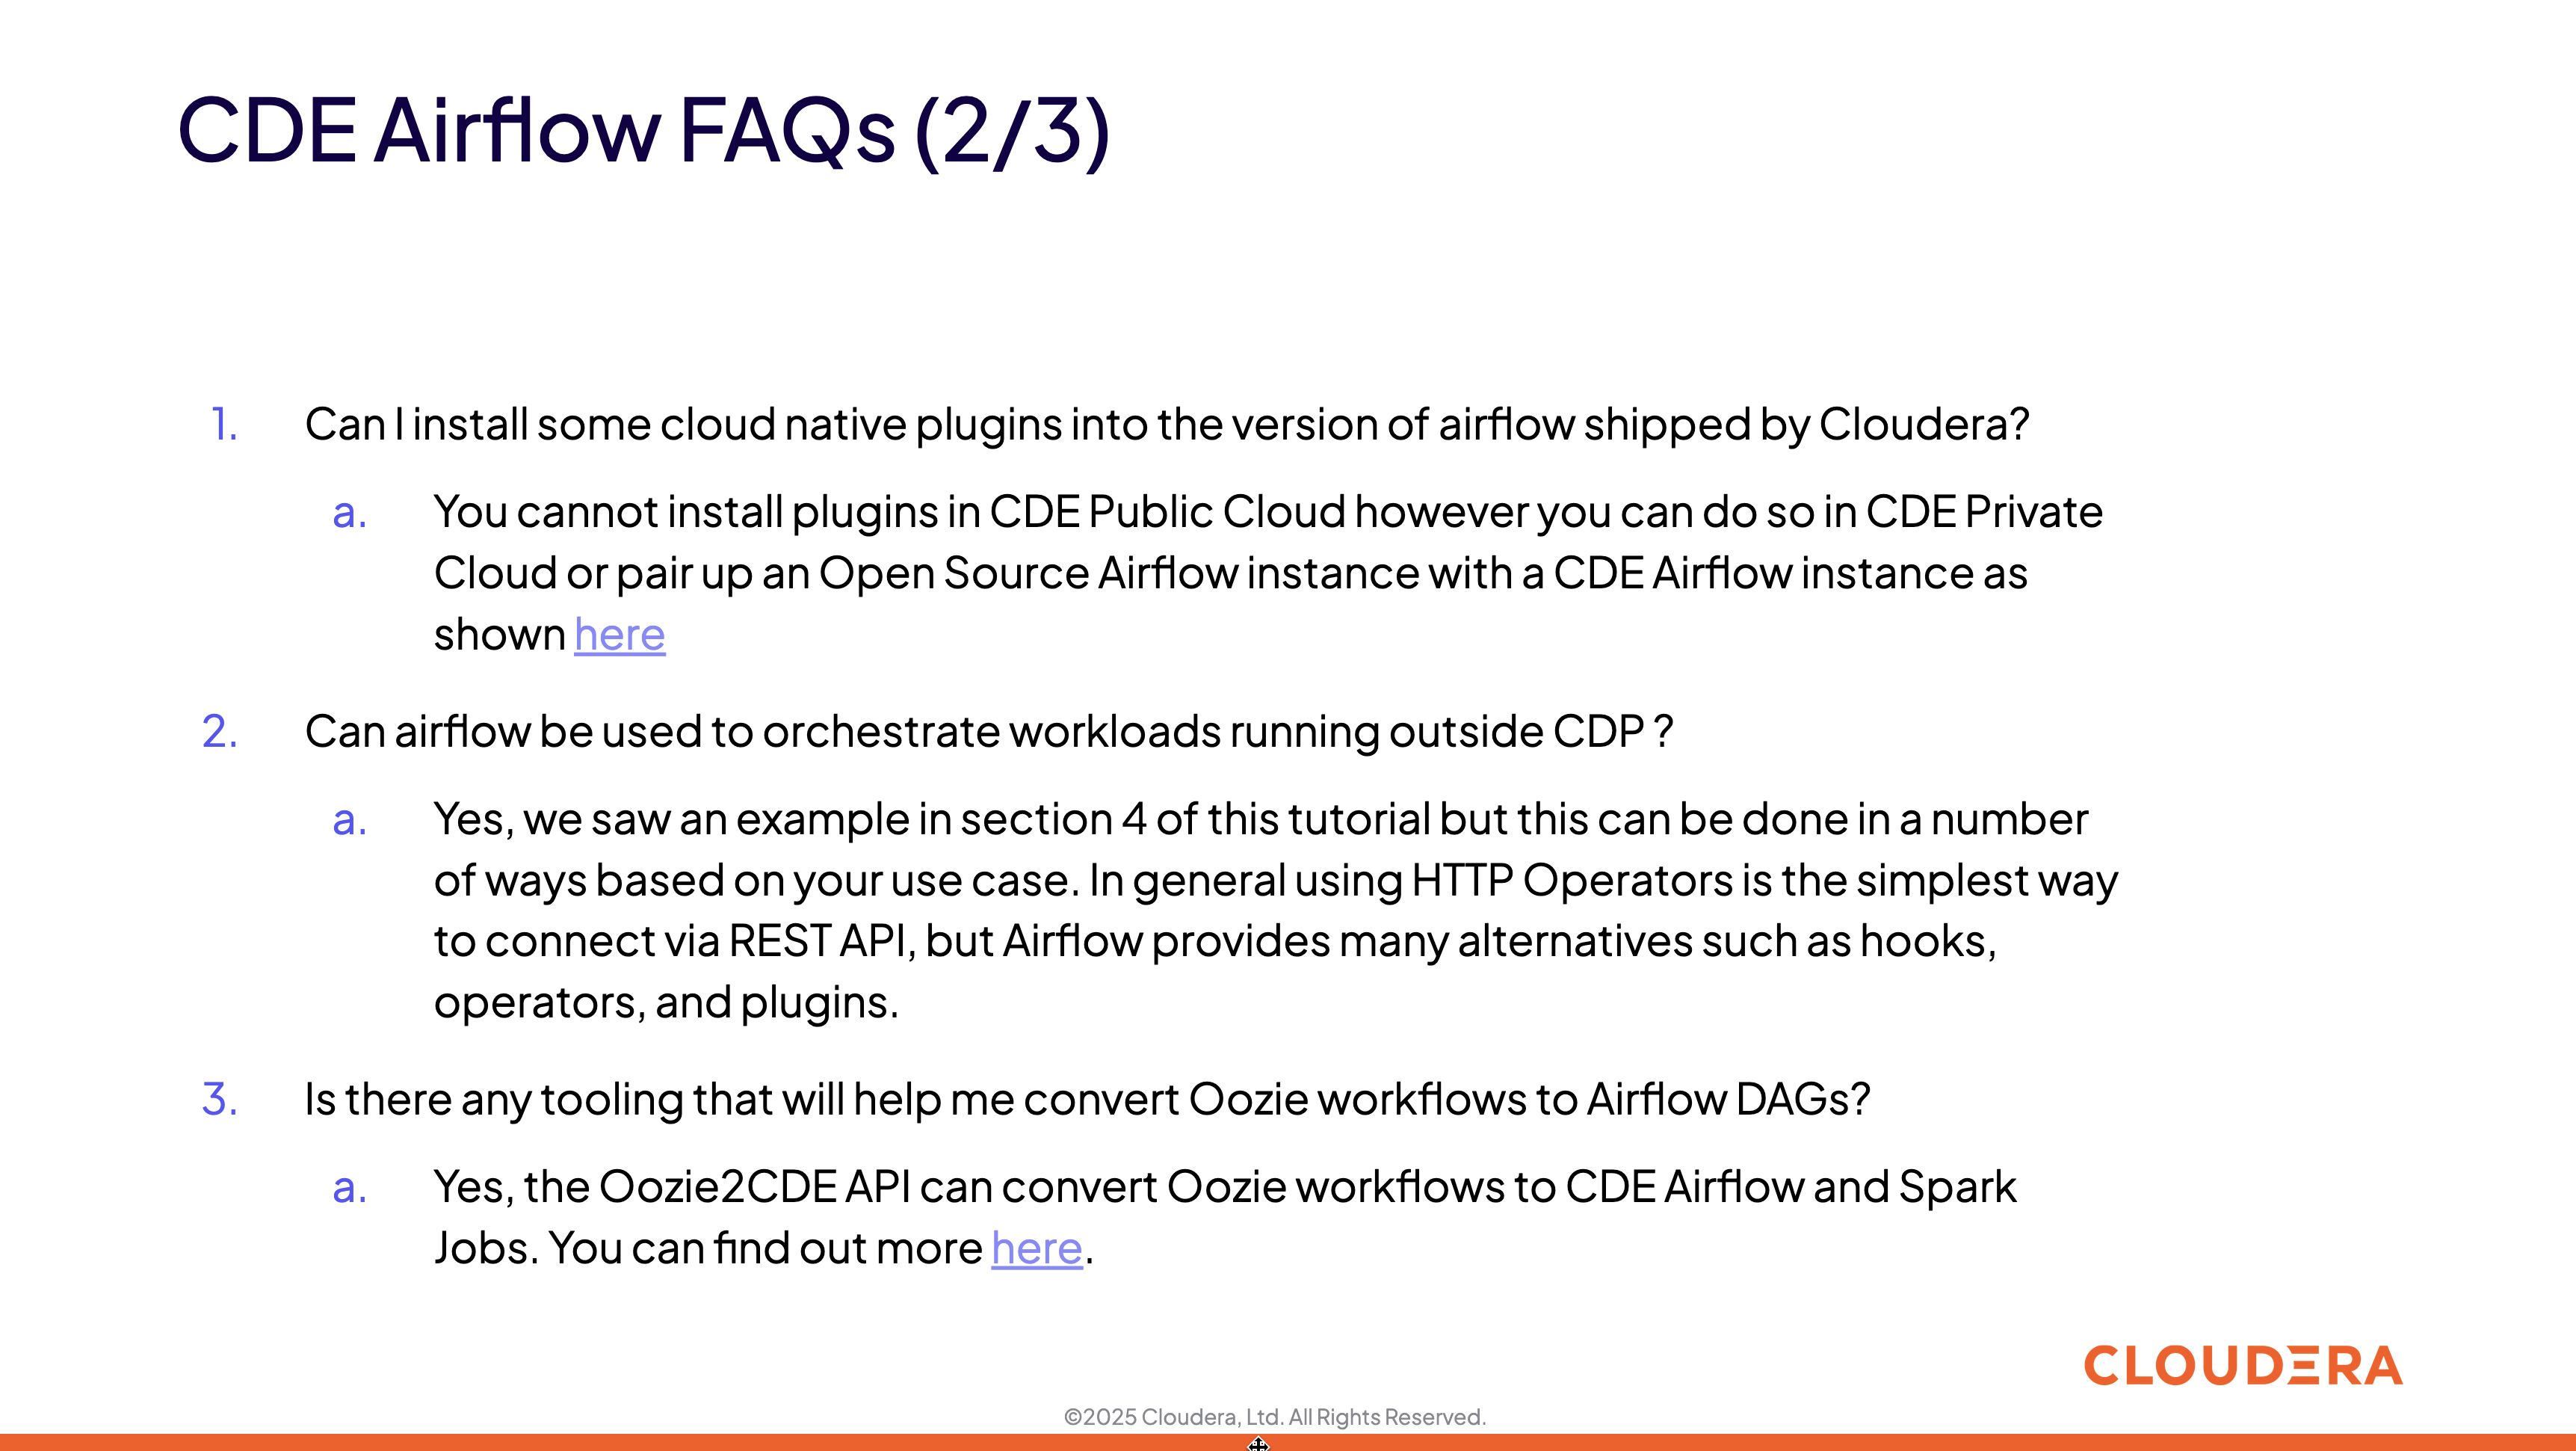 CDE Airflow FAQs (2/3)
1. Can I install some cloud native plugins into the version of airflow shipped by Cloudera?
a. You cannot install plugins in CDE Public Cloud however you can do so in CDE Private
Cloud or pair up an Open Source Airflow instance with a CDE Airflow instance as
shown here
2. Can airflow be used to orchestrate workloads running outside CDP ?
a. Yes, we saw an example in section 4 of this tutorial but this can be done in a number
of ways based on your use case. In general using HTTP Operators is the simplest way
to connect via REST API, but Airflow provides many alternatives such as hooks,
operators, and plugins.
3. Is there any tooling that will help me convert Oozie workflows to Airflow DAGs?
a. Yes, the Oozie2CDE API can convert Oozie workflows to CDE Airflow and Spark
Jobs. You can find out more here.
CLOUDERA
©2025 Cloudera, Ltd. All Rights Reserved.